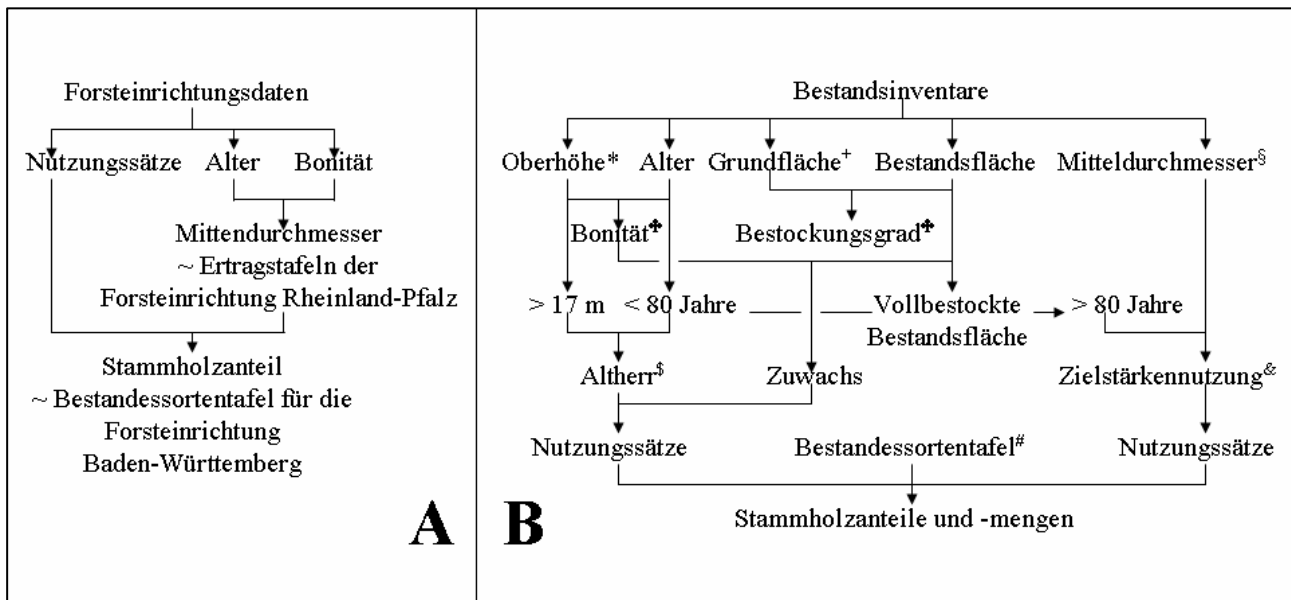 Forsteinrichtungsdaten
Nutzungssätze Alter Bonität
Mittendurchmesser
~ Ertragstafeln der
Forsteinrichtung Rheinland-Pfalz
Stammholzanteil
~ Bestandessortentafel für die
Forsteinrichtung
Baden-Württemberg
A
Bestandsinventare
Oberhöhe* Alter Grundfläche⁺ Bestandsfläche Mitteldurchmesser§
Bonität♣ Bestockungsgrad♣
> 17 m < 80 Jahre Vollbestockte > 80 Jahre
Bestandsfläche
Altherr$ Zuwachs Zielstärkennutzung&
Nutzungssätze Bestandessortentafel# Nutzungssätze
Stammholzanteile und -mengen
B